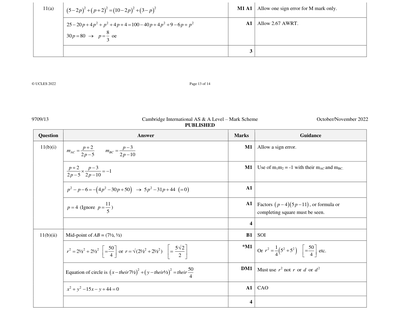 11(a)
(5−2p)² + (p+2)² = (10−2p)² + (3−p)²
M1 A1
Allow one sign error for M mark only.
25−20p+4p²+p²+4p+4=100−40p+4p²+9−6p+p²
A1
Allow 2.67 AWRT.
30p=80 → p=8/3 oe
3
© UCLES 2022
Page 13 of 14
9709/13
Cambridge International AS & A Level – Mark Scheme
October/November 2022
PUBLISHED
Question
Answer
Marks
Guidance
11(b)(i)
m_AC = (p+2)/(2p−5) m_BC = (p−3)/(2p−10)
M1
Allow a sign error.
(p+2)/(2p−5) × (p−3)/(2p−10) = −1
M1
Use of m₁m₂ = −1 with their m_AC and m_BC.
p²−p−6=−(4p²−30p+50) → 5p²−31p+44 (=0)
A1
p=4 (Ignore p=11/5)
A1
Factors (p−4)(5p−11), or formula or
completing square must be seen.
4
11(b)(ii)
Mid-point of AB = (7½, ½)
B1
SOI
r² = 2½² + 2½² [=50/4] or r = √(2½² + 2½²) [=5√2/2]
*M1
Or r² = 1/4(5²+5²) [=50/4] etc.
Equation of circle is (x−their7½)² + (y−their½)² = their 50/4
DM1
Must use r² not r or d or d²
x²+y²−15x−y+44=0
A1
CAO
4